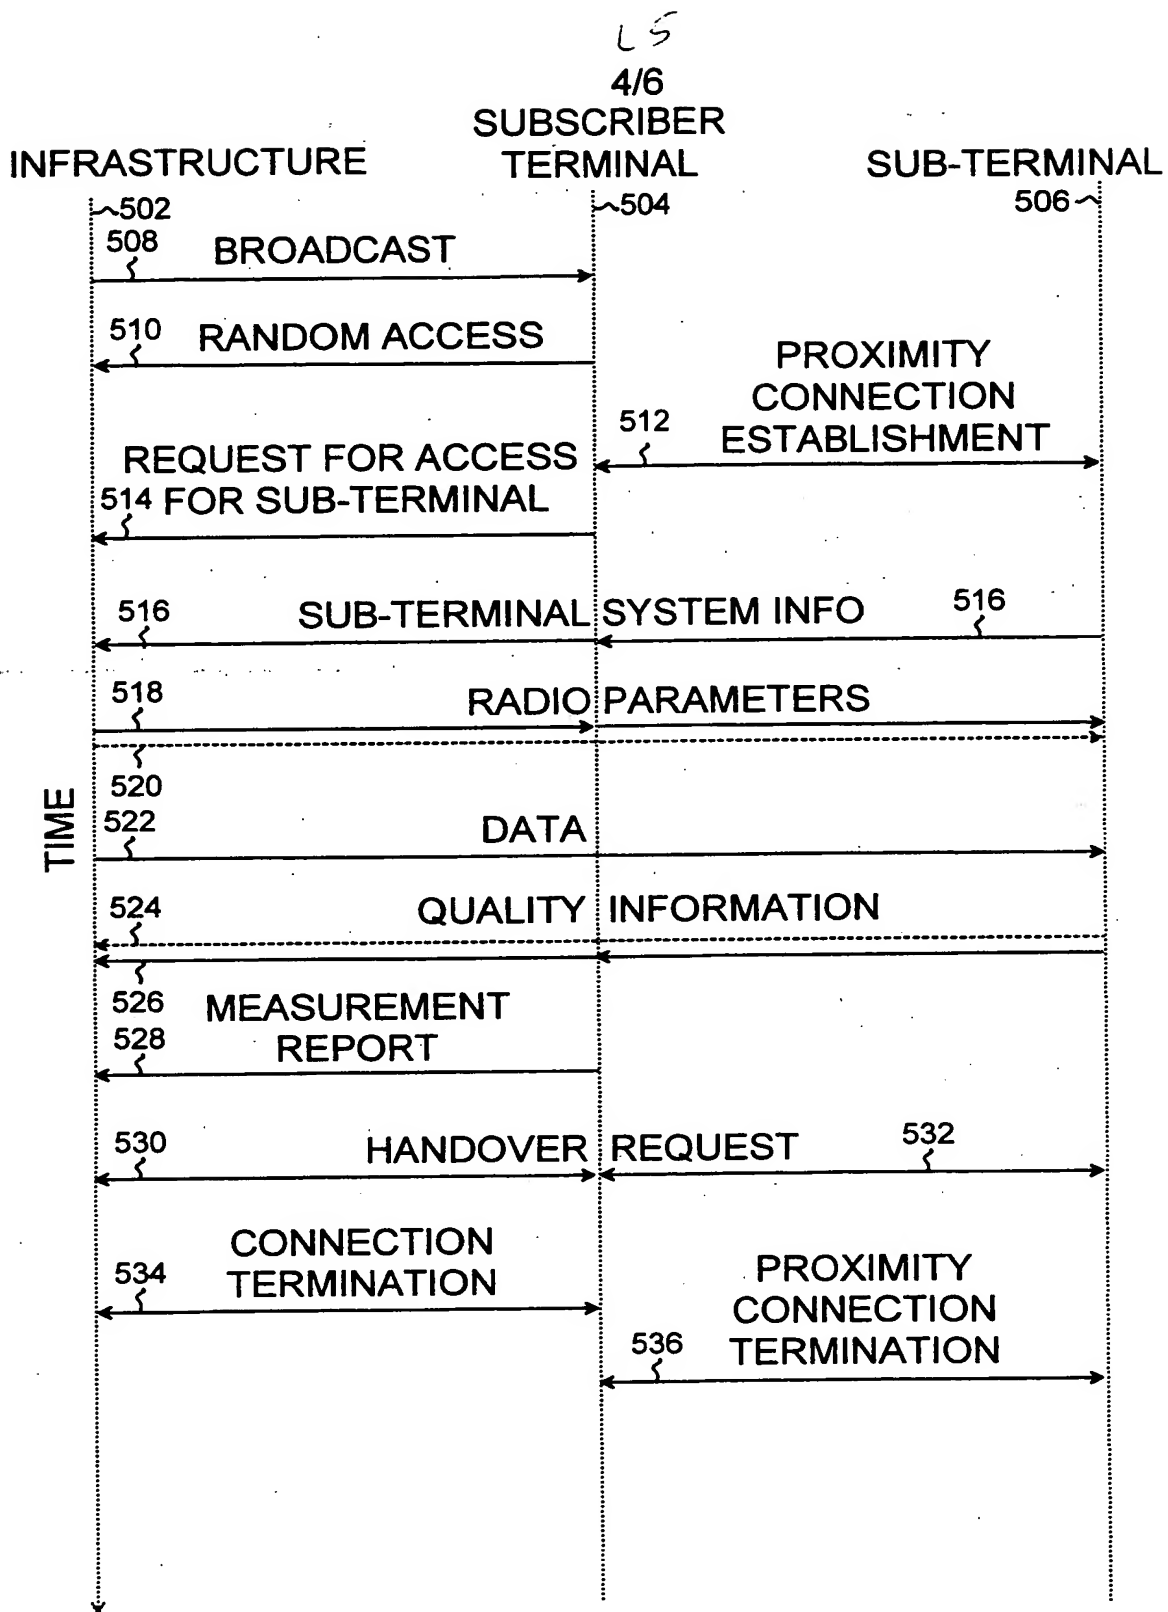 L5
4/6
SUBSCRIBER
INFRASTRUCTURE TERMINAL SUB-TERMINAL
502 504 506
508 BROADCAST
510 RANDOM ACCESS
PROXIMITY
CONNECTION
512 ESTABLISHMENT
REQUEST FOR ACCESS
514 FOR SUB-TERMINAL
516 SUB-TERMINAL SYSTEM INFO 516
518 RADIO PARAMETERS
520
TIME
522 DATA
524 QUALITY INFORMATION
526 MEASUREMENT
528 REPORT
530 HANDOVER REQUEST 532
CONNECTION
534 TERMINATION
PROXIMITY
CONNECTION
536 TERMINATION